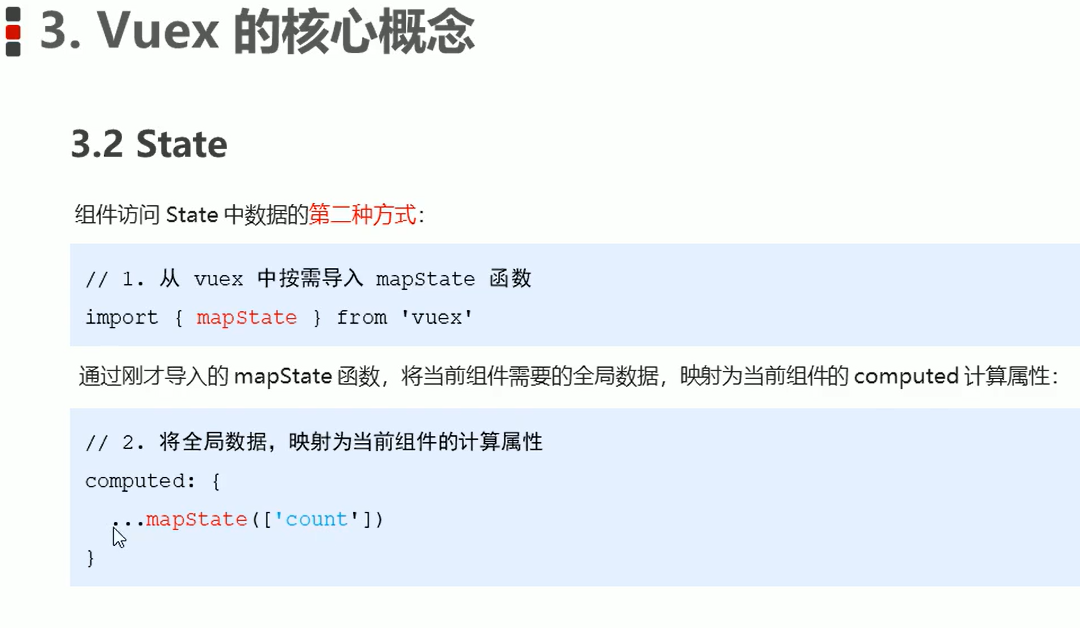 3. Vuex 的核心概念
3.2 State
组件访问 State 中数据的第二种方式：
// 1. 从 vuex 中按需导入 mapState 函数
import { mapState } from 'vuex'
通过刚才导入的 mapState 函数，将当前组件需要的全局数据，映射为当前组件的 computed 计算属性：
// 2. 将全局数据，映射为当前组件的计算属性
computed: {
...mapState(['count'])
}